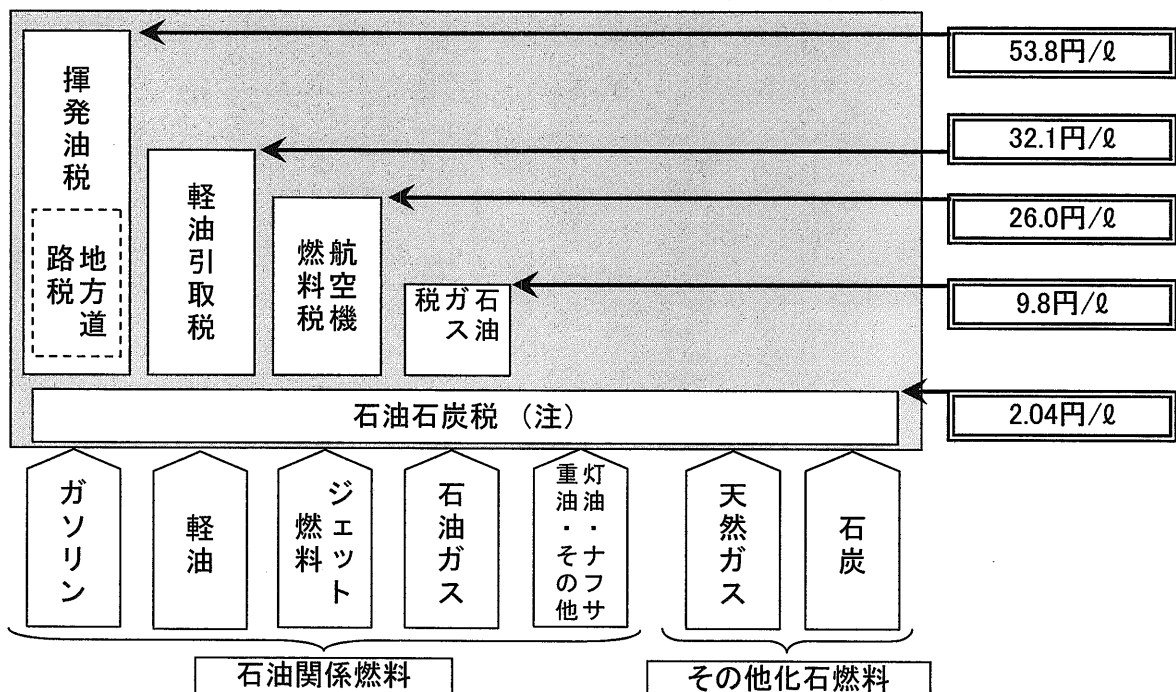 揮発油税
地方道
路税
軽油引取税
航空機
燃料税
石油
ガス
税
53.8円/ℓ
32.1円/ℓ
26.0円/ℓ
9.8円/ℓ
2.04円/ℓ
石油石炭税 （注）
ガソリン
軽油
ジェット
燃料
石油ガス
灯油・ナフサ
重油・その他
天然ガス
石炭
石油関係燃料
その他化石燃料